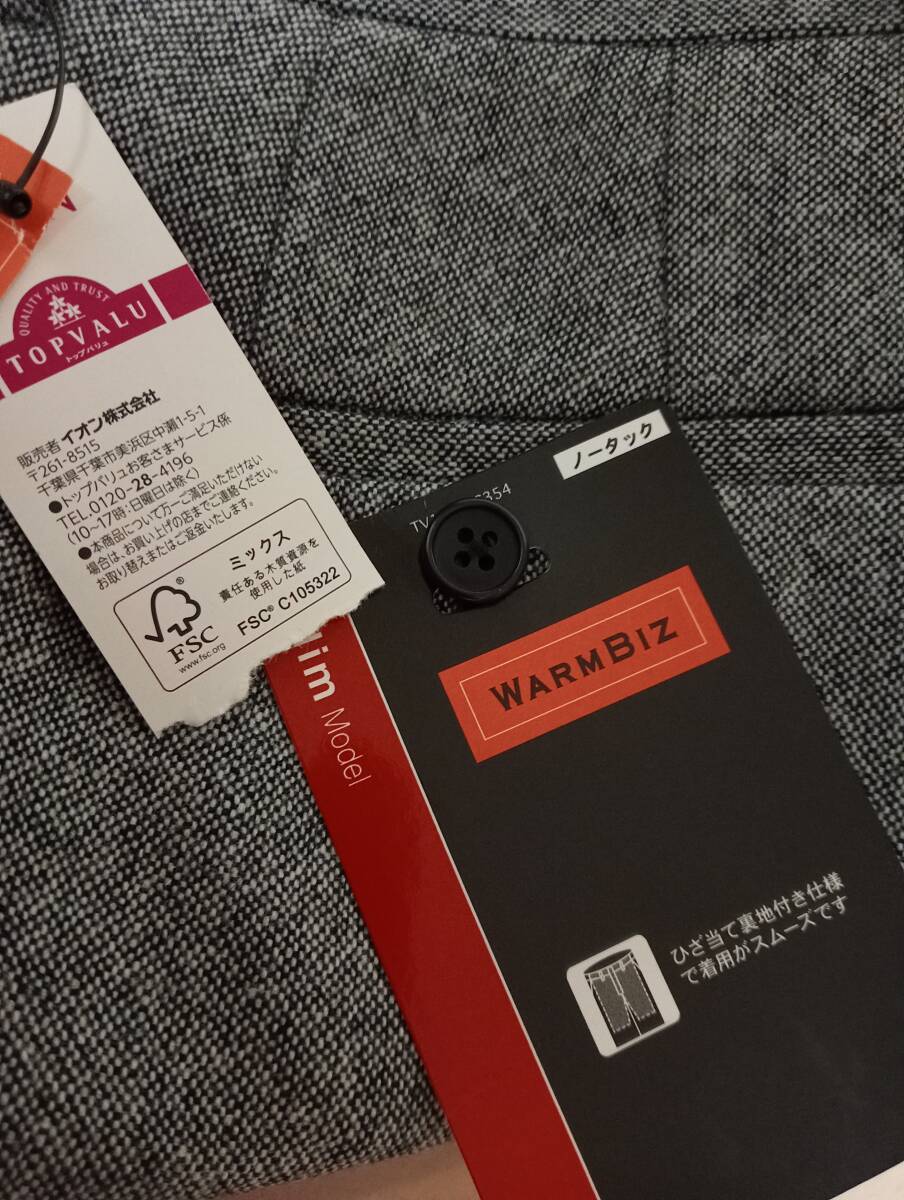 QUALITY AND TRUST
TOPVALU
トップバリュ
販売者 イオン株式会社
〒261-8515
千葉県千葉市美浜区中瀬1-5-1
●トップバリュお客さまサービス係
TEL.0120-28-4196
(10~17時:日曜日は除く)
●本商品について万一ご満足いただけない
場合は、お買い上げの店までご連絡ください。
お取り替えまたはご返金いたします。
®
FSC
www.fsc.org
ミックス
責任ある木質資源を
使用した紙
FSC® C105322
ノータック
354
WARMBIZ
im Model
ひざ当て裏地付き仕様
で着用がスムーズです